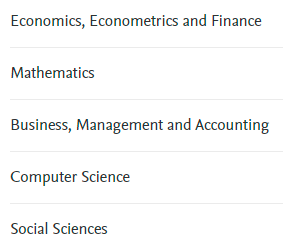 Economics, Econometrics and Finance
Mathematics
Business, Management and Accounting
Computer Science
Social Sciences